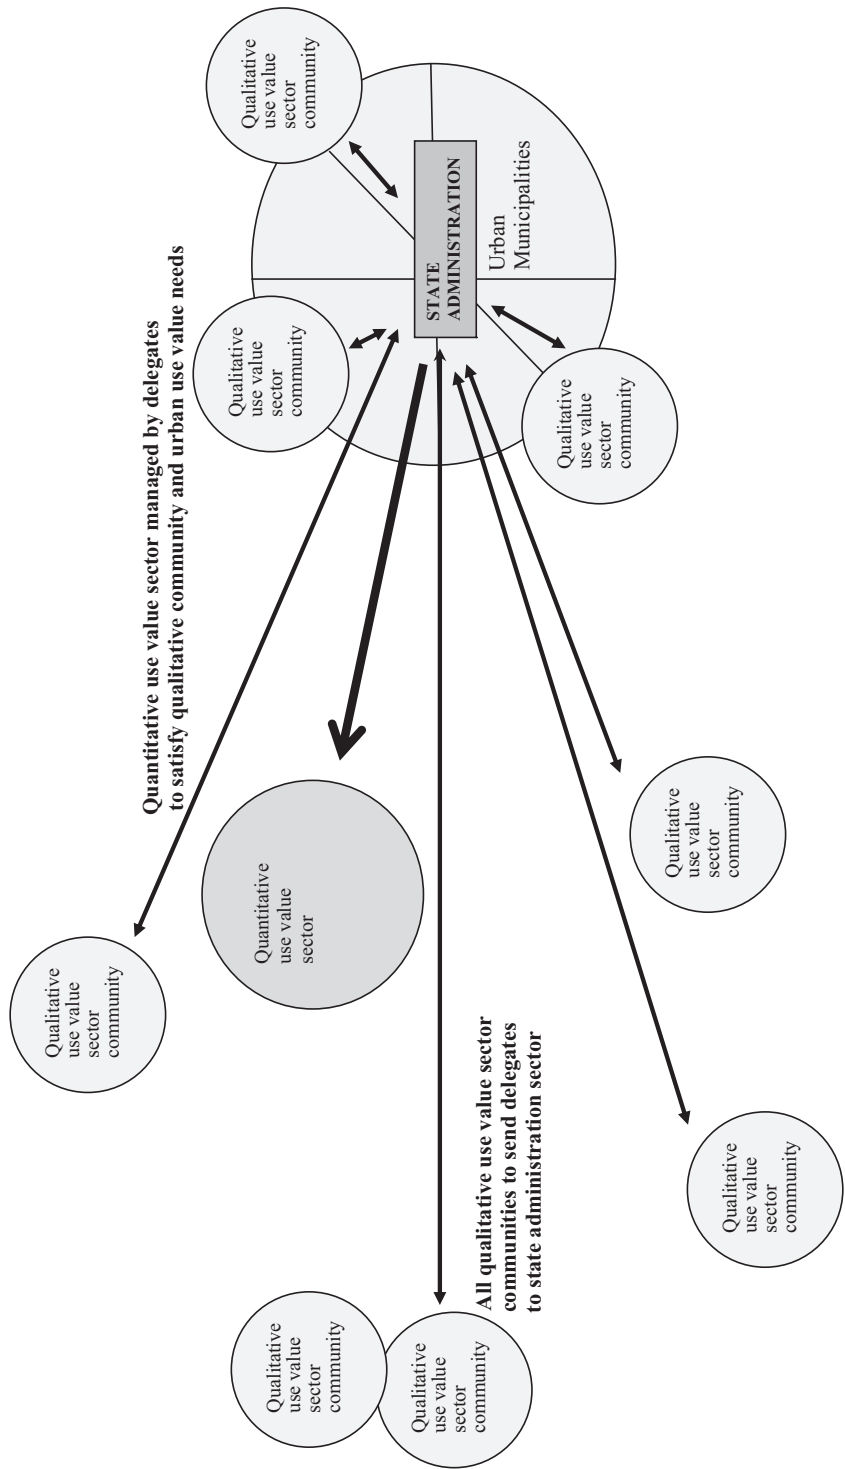 Qualitative
use value
sector
community
Quantitative use value sector managed by delegates
to satisfy qualitative community and urban use value needs
Qualitative
use value
sector
community
Qualitative
use value
sector
community
Quantitative
use value
sector
Qualitative
use value
sector
community
Qualitative
use value
sector
community
STATE
ADMINISTRATION
All qualitative use value sector
communities to send delegates
to state administration sector
Urban
Municipalities
Qualitative
use value
sector
community
Qualitative
use value
sector
community
Qualitative
use value
sector
community